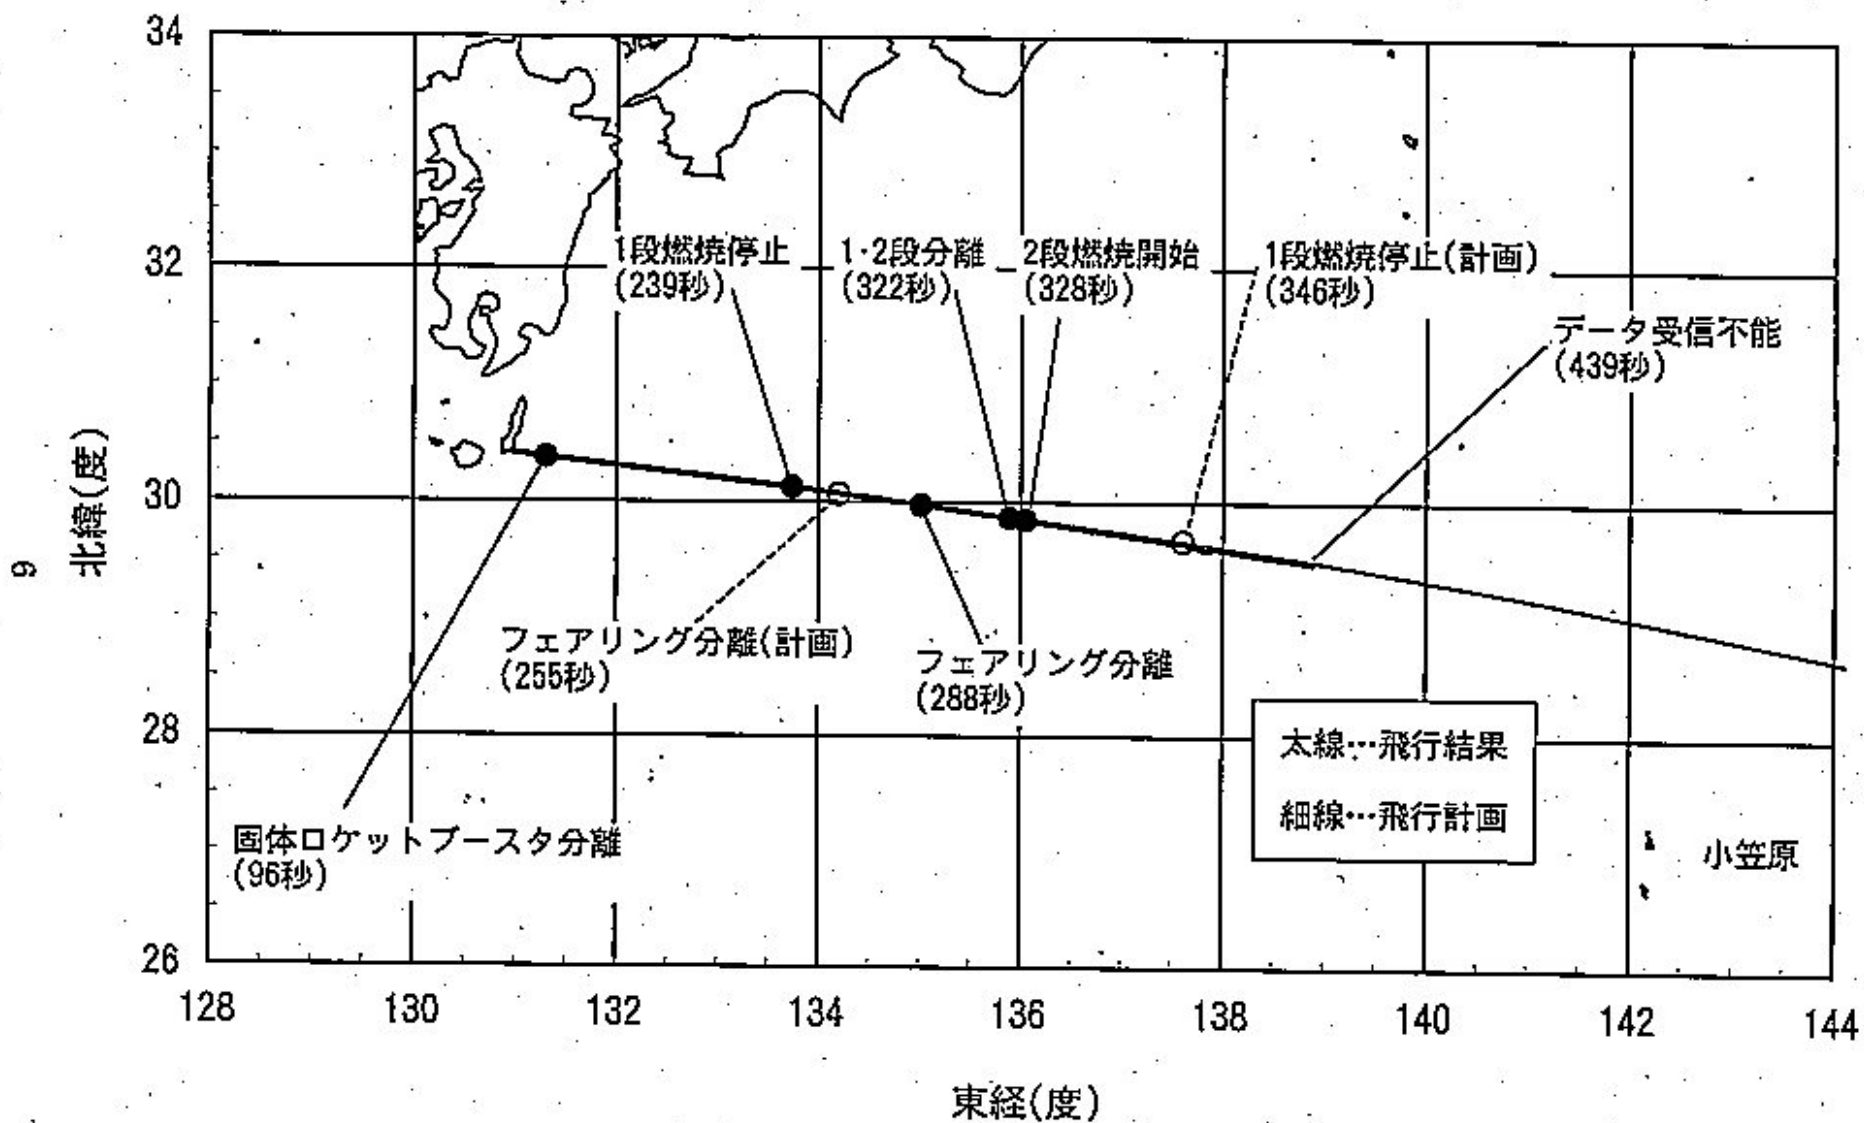 34
32
30
28
26
北緯(度)
9
1段燃焼停止
(239秒)
1・2段分離
(322秒)
2段燃焼開始
(328秒)
1段燃焼停止(計画)
(346秒)
データ受信不能
(439秒)
フェアリング分離(計画)
(255秒)
フェアリング分離
(288秒)
固体ロケットブースタ分離
(96秒)
太線…飛行結果
細線…飛行計画
小笠原
128 130 132 134 136 138 140 142 144
東経(度)